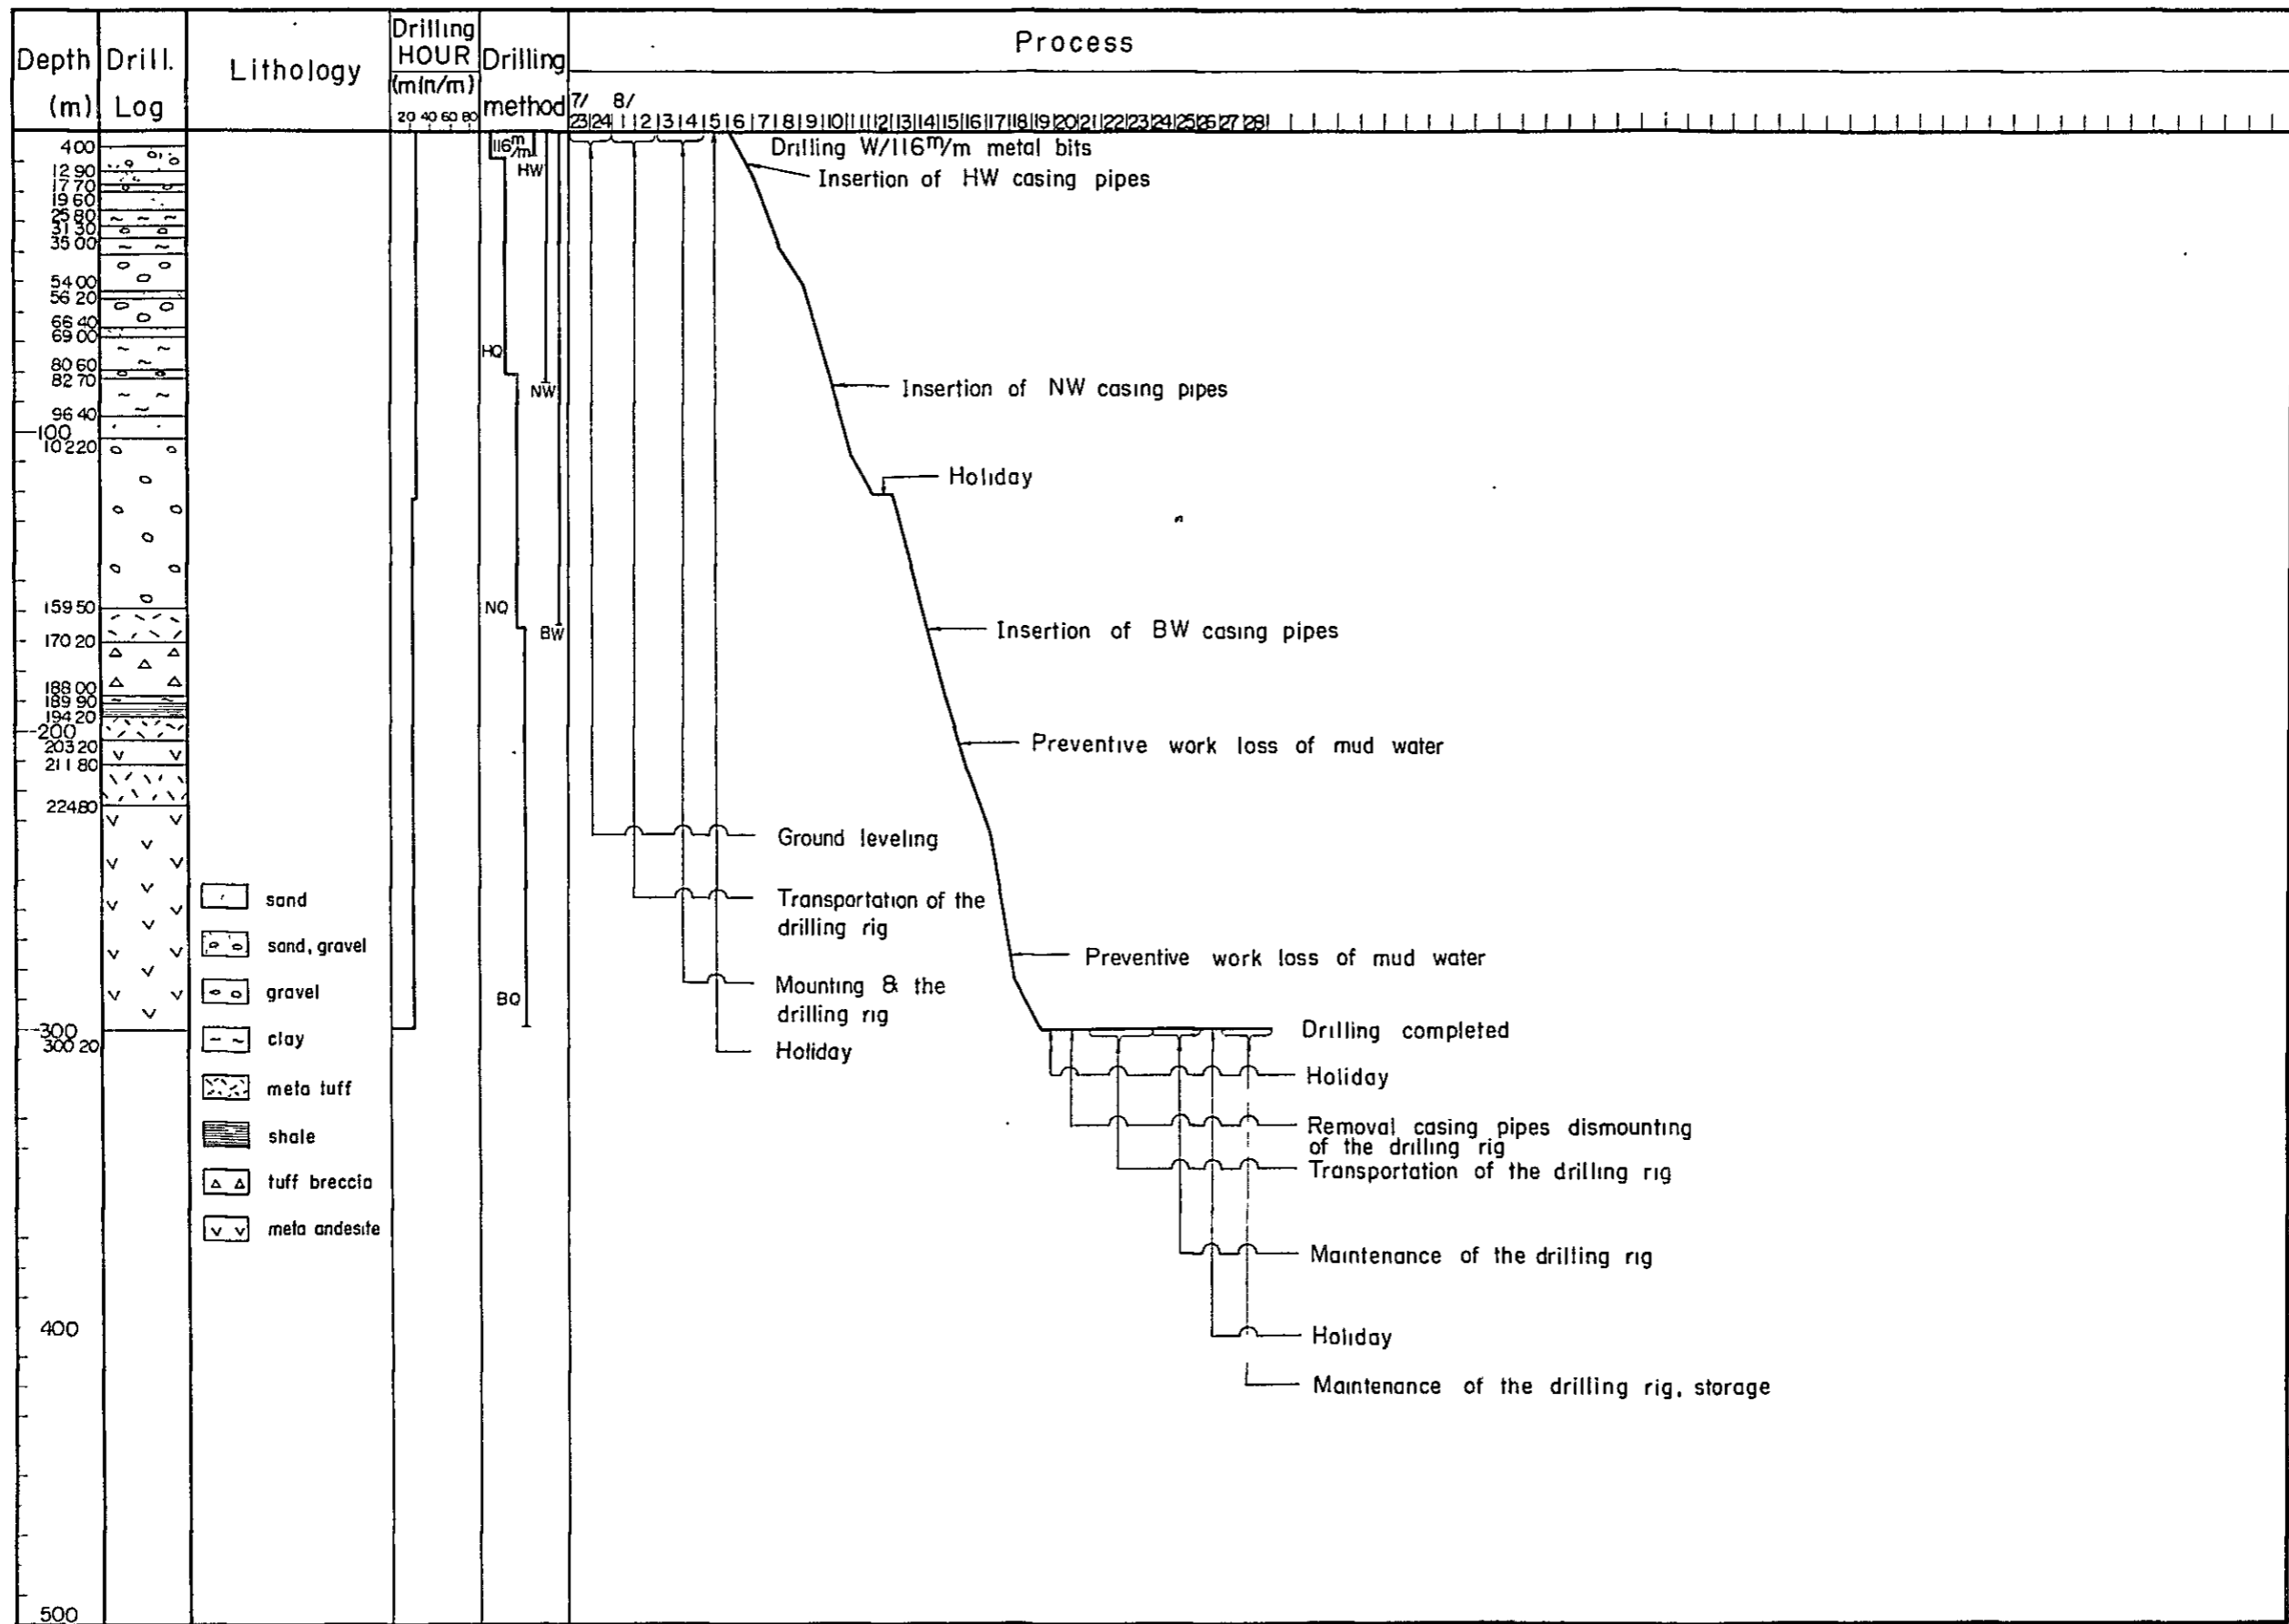 Depth (m)
Drill. Log
Lithology
Drilling HOUR (min/m)
20 40 60 80
Drilling method
Process
7/ 8/
23 24 1 2 3 4 5 6 7 8 9 10 11 12 13 14 15 16 17 18 19 20 21 22 23 24 25 26 27 28
4 00
12 90
17 70
19 60
25 80
31 30
35 00
54 00
56 20
66 40
69 00
80 60
82 70
96 40
100
102 20
159 50
170 20
188 00
189 90
194 20
200
203 20
211 80
224 80
300
300 20
400
500
sand
sand, gravel
gravel
clay
meta tuff
shale
tuff breccia
meta andesite
116 m/m
HW
HQ
NW
NQ
BW
BQ
Drilling W/116 m/m metal bits
Insertion of HW casing pipes
Insertion of NW casing pipes
Holiday
Insertion of BW casing pipes
Preventive work loss of mud water
Ground leveling
Transportation of the
drilling rig
Preventive work loss of mud water
Mounting & the
drilling rig
Holiday
Drilling completed
Holiday
Removal casing pipes dismounting
of the drilling rig
Transportation of the drilling rig
Maintenance of the drilling rig
Holiday
Maintenance of the drilling rig, storage